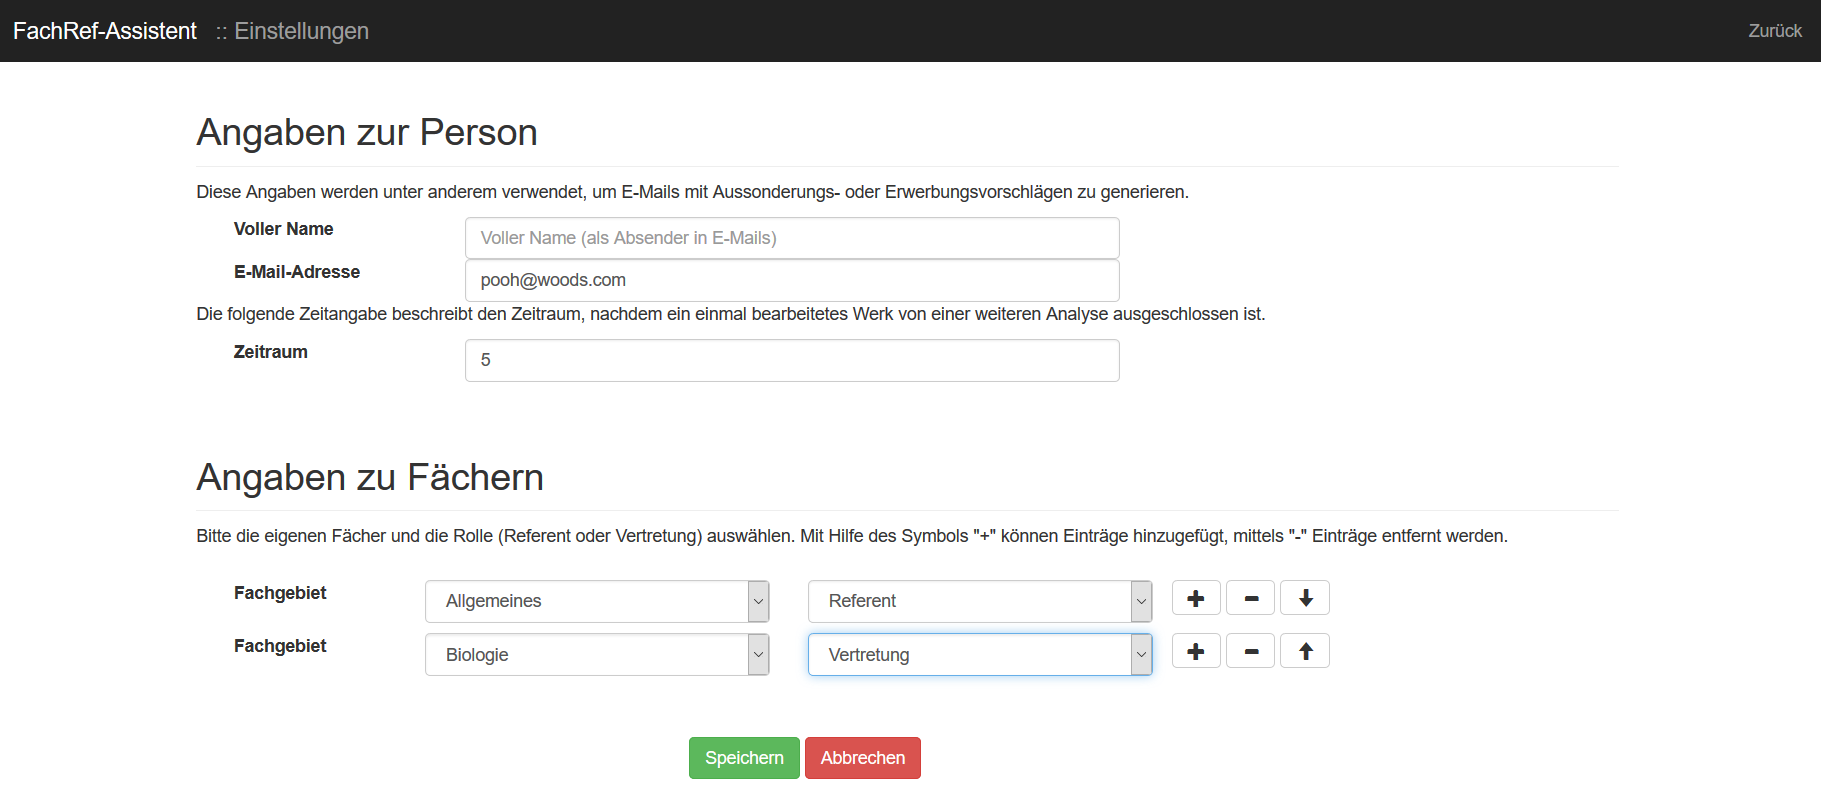 FachRef-Assistent :: Einstellungen Zurück
Angaben zur Person
Diese Angaben werden unter anderem verwendet, um E-Mails mit Aussonderungs- oder Erwerbungsvorschlägen zu generieren.
Voller Name Voller Name (als Absender in E-Mails)
E-Mail-Adresse pooh@woods.com
Die folgende Zeitangabe beschreibt den Zeitraum, nachdem ein einmal bearbeitetes Werk von einer weiteren Analyse ausgeschlossen ist.
Zeitraum 5
Angaben zu Fächern
Bitte die eigenen Fächer und die Rolle (Referent oder Vertretung) auswählen. Mit Hilfe des Symbols "+" können Einträge hinzugefügt, mittels "-" Einträge entfernt werden.
Fachgebiet Allgemeines Referent
Fachgebiet Biologie Vertretung
Speichern Abbrechen